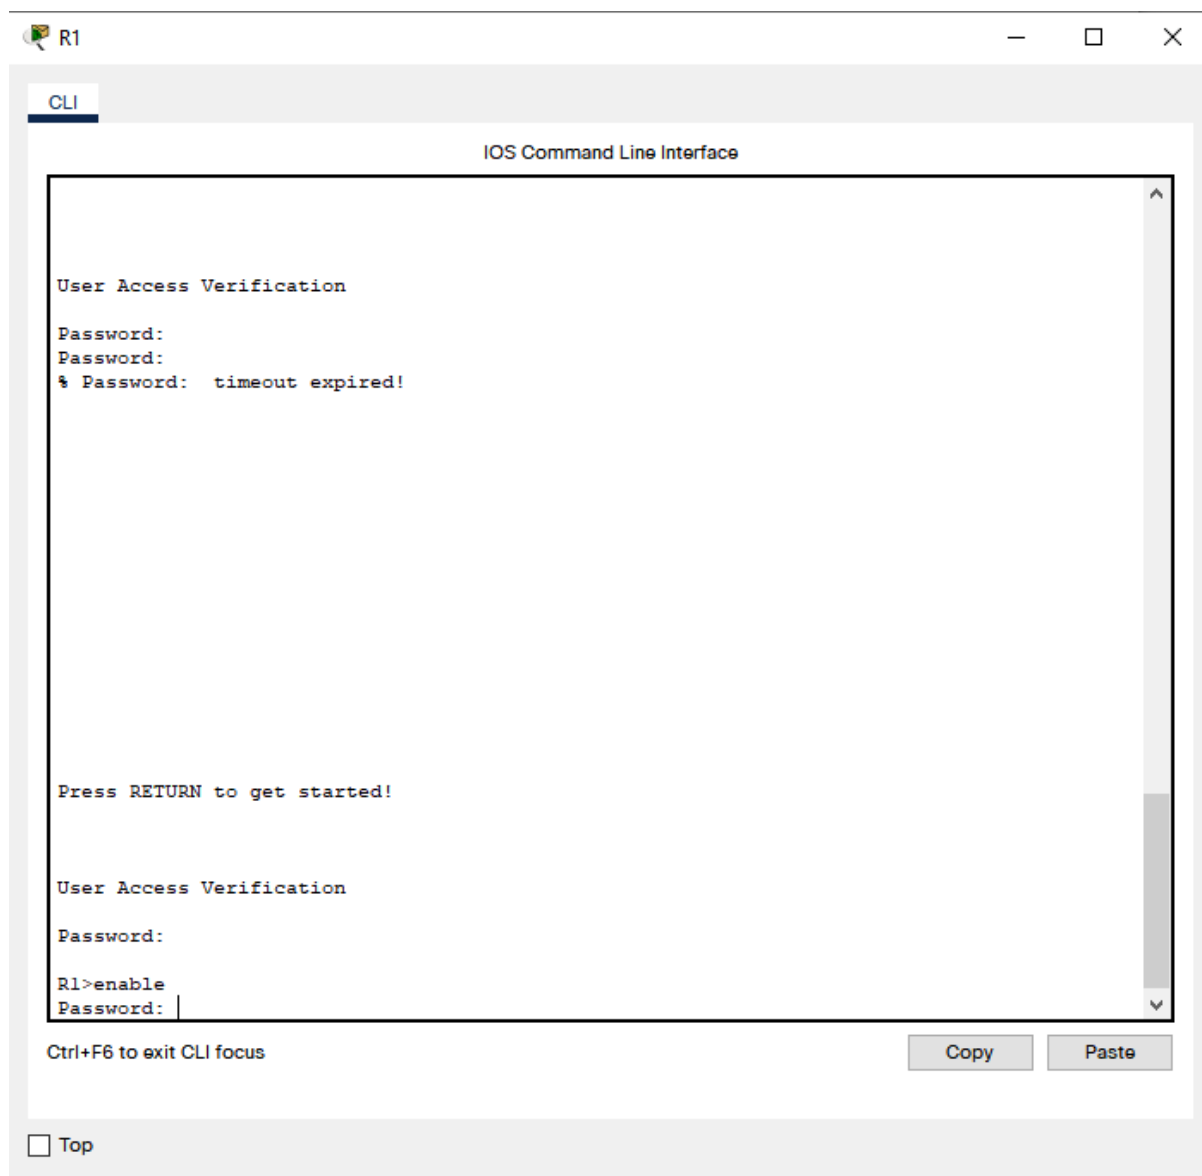 R1
CLI
IOS Command Line Interface
User Access Verification
Password:
Password:
% Password:  timeout expired!
Press RETURN to get started!
User Access Verification
Password:
R1>enable
Password:
Ctrl+F6 to exit CLI focus
Copy
Paste
Top